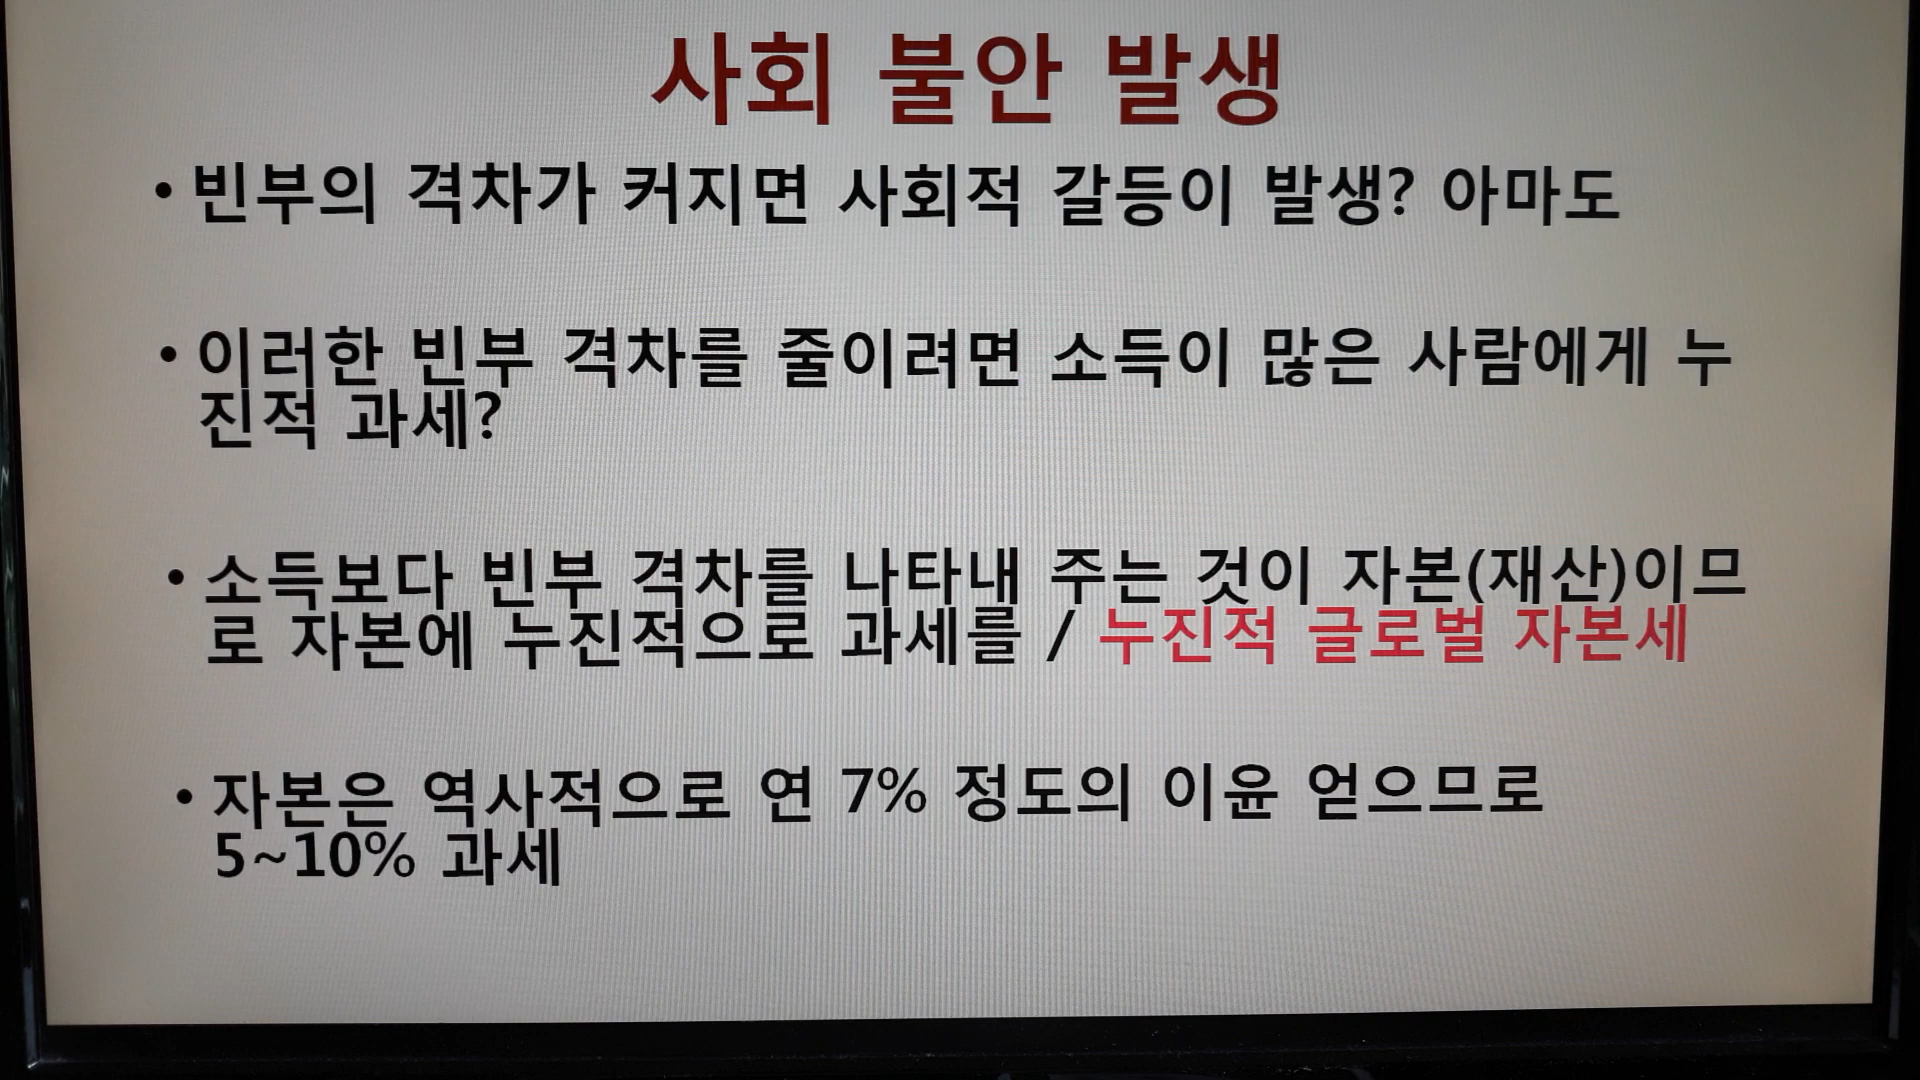 사회 불안 발생
• 빈부의 격차가 커지면 사회적 갈등이 발생? 아마도
• 이러한 빈부 격차를 줄이려면 소득이 많은 사람에게 누
진적 과세?
• 소득보다 빈부 격차를 나타내 주는 것이 자본(재산)이므
로 자본에 누진적으로 과세를 / 누진적 글로벌 자본세
• 자본은 역사적으로 연 7% 정도의 이윤 얻으므로
5~10% 과세